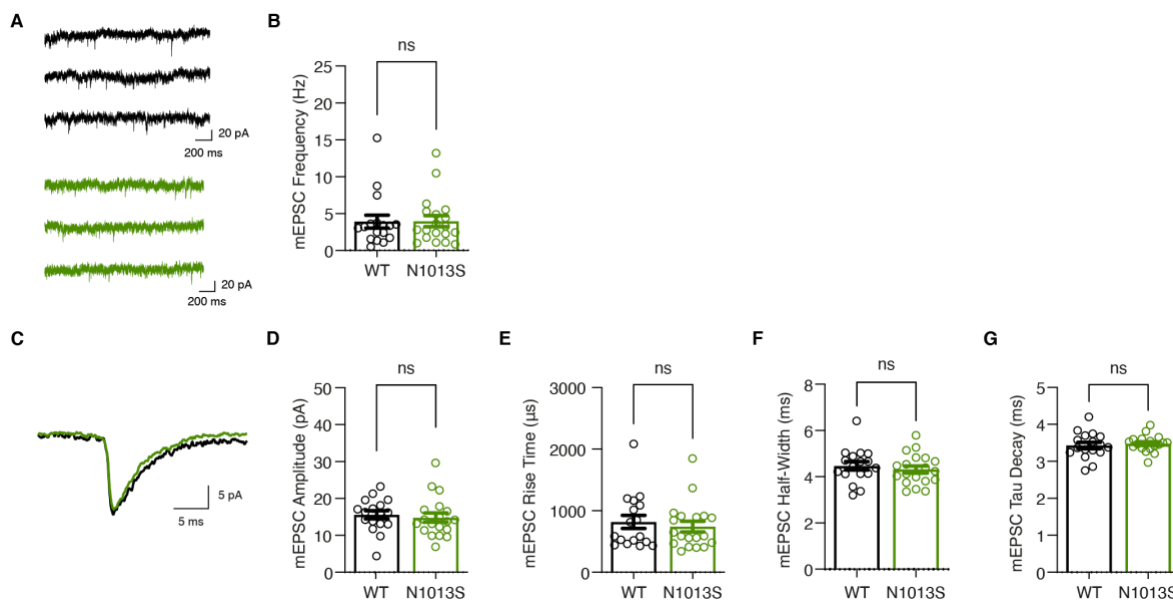 A
20 pA
200 ms
20 pA
200 ms
B
ns
mEPSC Frequency (Hz)
25
20
15
10
5
0
WT
N1013S
C
5 pA
5 ms
D
ns
mEPSC Amplitude (pA)
50
40
30
20
10
0
WT
N1013S
E
ns
mEPSC Rise Time (µs)
3000
2000
1000
0
WT
N1013S
F
ns
mEPSC Half-Width (ms)
8
6
4
2
0
WT
N1013S
G
ns
mEPSC Tau Decay (ms)
5
4
3
2
1
0
WT
N1013S